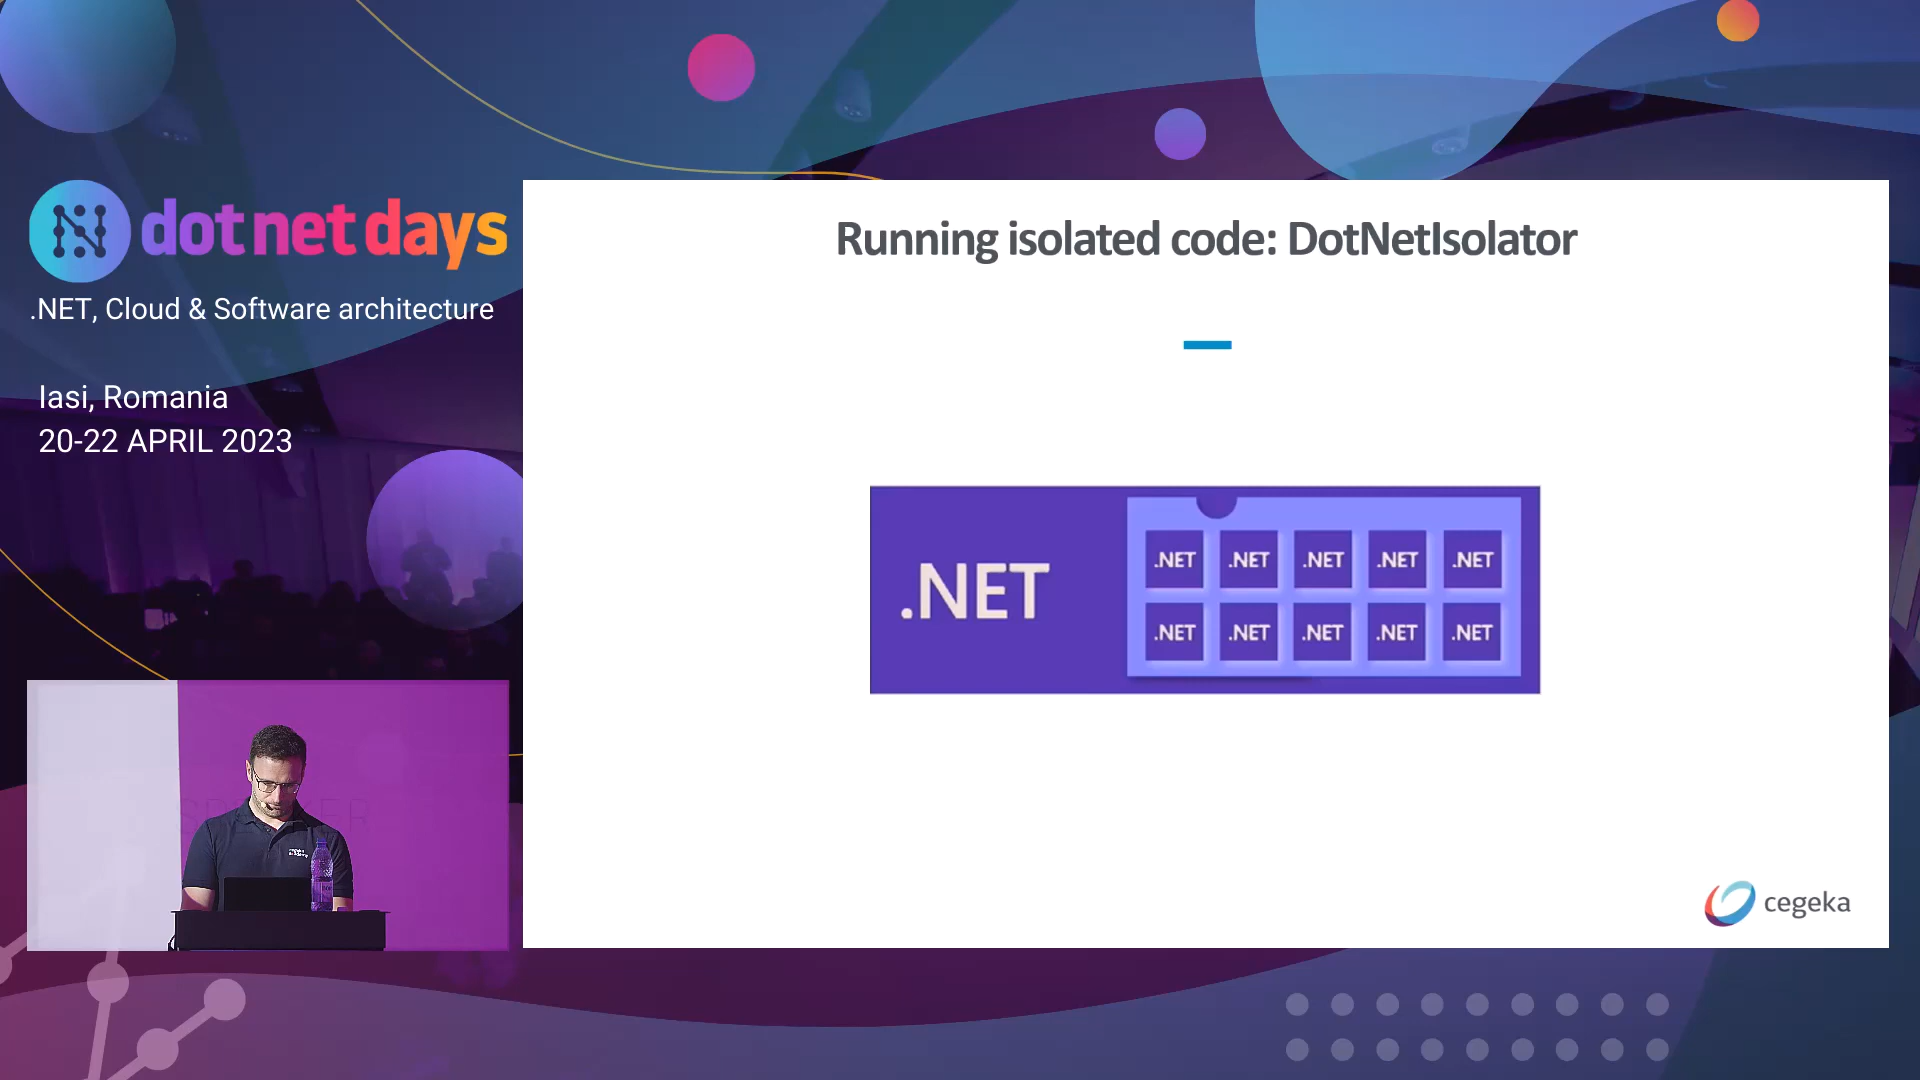 dotnetdays
.NET, Cloud & Software architecture
Iasi, Romania
20-22 APRIL 2023
Running isolated code: DotNetIsolator
.NET
.NET .NET .NET .NET .NET
.NET .NET .NET .NET .NET
cegeka
cegeka